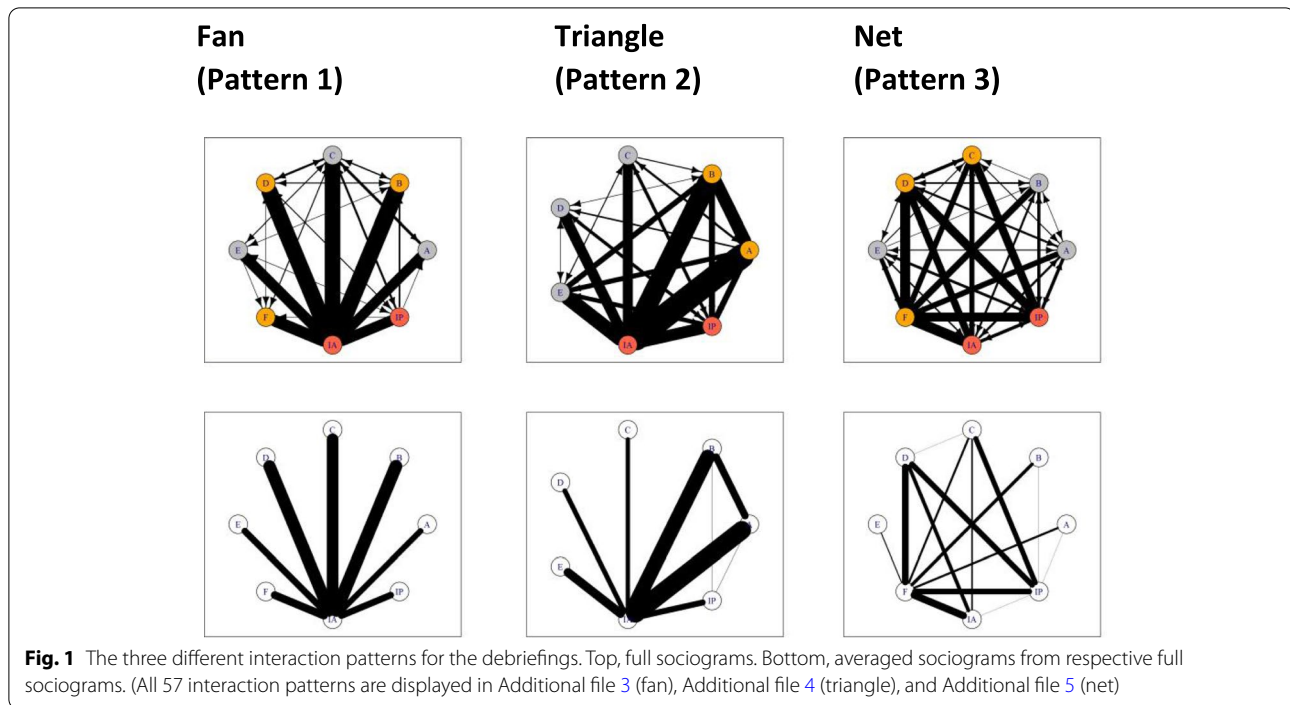 Fan
(Pattern 1)
Triangle
(Pattern 2)
Net
(Pattern 3)
C
D
B
E
A
F
IP
IA
C
B
D
A
E
IP
IA
C
D
B
E
A
F
IP
IA
C
D
B
E
A
F
IP
IA
C
B
D
A
E
IP
IA
C
D
B
E
A
F
IP
IA
Fig. 1 The three different interaction patterns for the debriefings. Top, full sociograms. Bottom, averaged sociograms from respective full
sociograms. (All 57 interaction patterns are displayed in Additional file 3 (fan), Additional file 4 (triangle), and Additional file 5 (net)